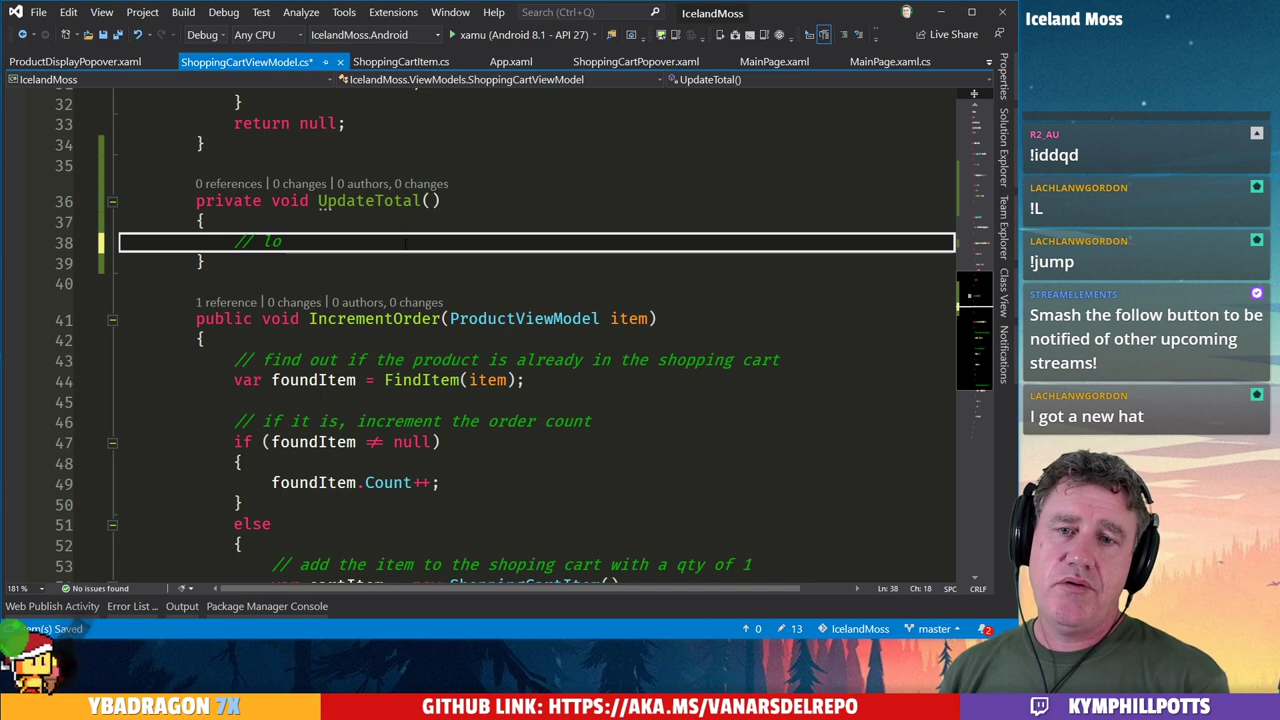 File Edit View Project Build Debug Test Analyze Tools Extensions Window Help Search (Ctrl+Q) IcelandMoss
Debug Any CPU IcelandMoss.Android xamu (Android 8.1 - API 27) Live Share
ProductDisplayPopover.xaml ShoppingCartViewModel.cs* ShoppingCartItem.cs App.xaml ShoppingCartPopover.xaml MainPage.xaml MainPage.xaml.cs
IcelandMoss IcelandMoss.ViewModels.ShoppingCartViewModel UpdateTotal()
32 }
33 return null;
34 }
35
0 references | 0 changes | 0 authors, 0 changes
36 private void UpdateTotal()
37 {
38 // lo
39 }
40
1 reference | 0 changes | 0 authors, 0 changes
41 public void IncrementOrder(ProductViewModel item)
42 {
43 // find out if the product is already in the shopping cart
44 var foundItem = FindItem(item);
45
46 // if it is, increment the order count
47 if (foundItem ≠ null)
48 {
49 foundItem.Count++;
50 }
51 else
52 {
53 // add the item to the shoping cart with a qty of 1
181 % No issues found Ln: 38 Ch: 18 SPC CRLF
Web Publish Activity Error List ... Output Package Manager Console
Saved 0 13 IcelandMoss master 2
Properties
Solution Explorer
Team Explorer
Class View
Notifications
Iceland Moss
R2_AU
!iddqd
LACHLANWGORDON
!L
LACHLANWGORDON
!jump
STREAMELEMENTS
Smash the follow button to be
notified of other upcoming
streams!
LACHLANWGORDON
I got a new hat
YBADRAGON 7X
GITHUB LINK: HTTPS://AKA.MS/VANARSDELREPO
KYMPHILLPOTTS